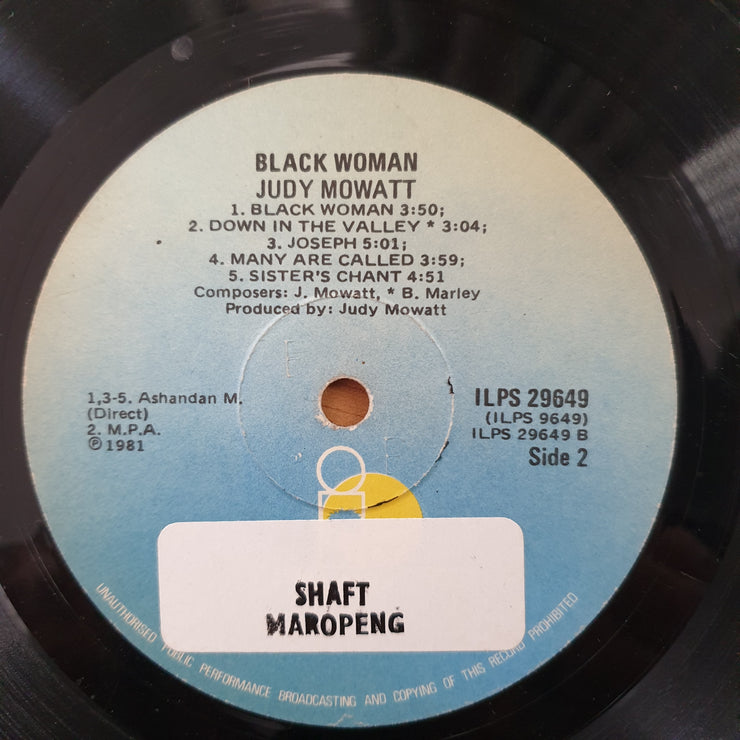 BLACK WOMAN
JUDY MOWATT
1. BLACK WOMAN 3:50;
2. DOWN IN THE VALLEY * 3:04;
3. JOSEPH 5:01;
4. MANY ARE CALLED 3:59;
5. SISTER'S CHANT 4:51
Composers: J. Mowatt, * B. Marley
Produced by: Judy Mowatt
1,3-5. Ashandan M.
(Direct)
2. M.P.A.
℗ 1981
ILPS 29649
(ILPS 9649)
ILPS 29649 B
Side 2
SHAFT
MAROPENG
UNAUTHORISED PUBLIC PERFORMANCE BROADCASTING AND COPYING OF THIS RECORD PROHIBITED